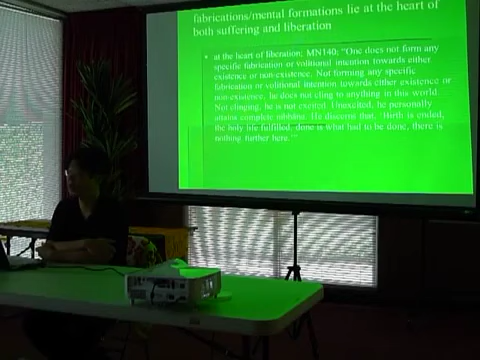 fabrications/mental formations lie at the heart of
both suffering and liberation
at the heart of liberation; MN140: "One does not form any
specific fabrication or volitional intention towards either
existence or non-existence. Not forming any specific
fabrication or volitional intention towards either existence or
non-existence, he does not cling to anything in this world.
Not clinging, he is not excited. Unexcited, he personally
attains complete nibbana. He discerns that, 'Birth is ended,
the holy life fulfilled, done is what had to be done, there is
nothing further here.'"